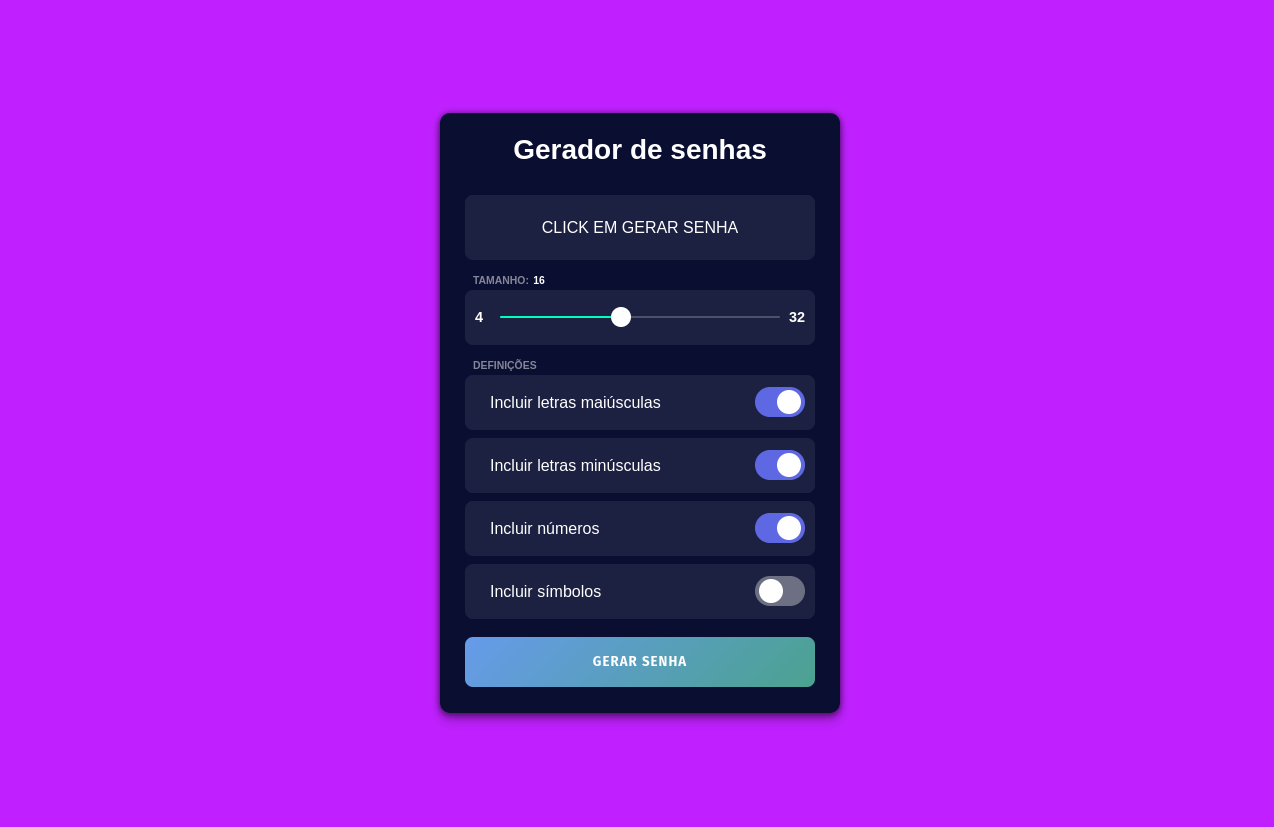 Gerador de senhas
CLICK EM GERAR SENHA
TAMANHO: 16
4 32
DEFINIÇÕES
Incluir letras maiúsculas
Incluir letras minúsculas
Incluir números
Incluir símbolos
GERAR SENHA